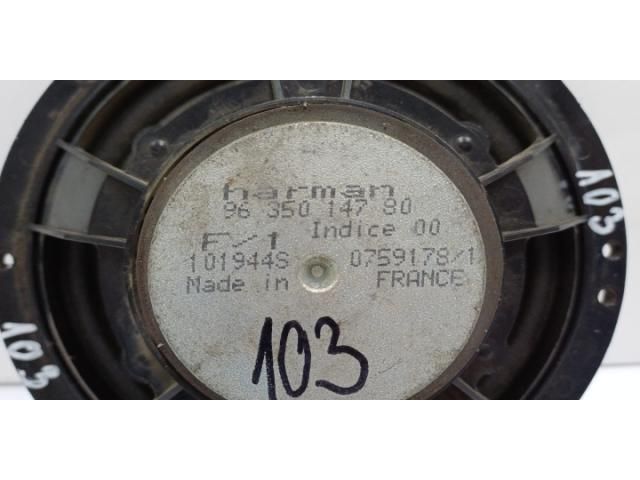 harman
96 350 147 80
F/1 Indice 00
101944S 0759178/1
Made in FRANCE
103
103
103